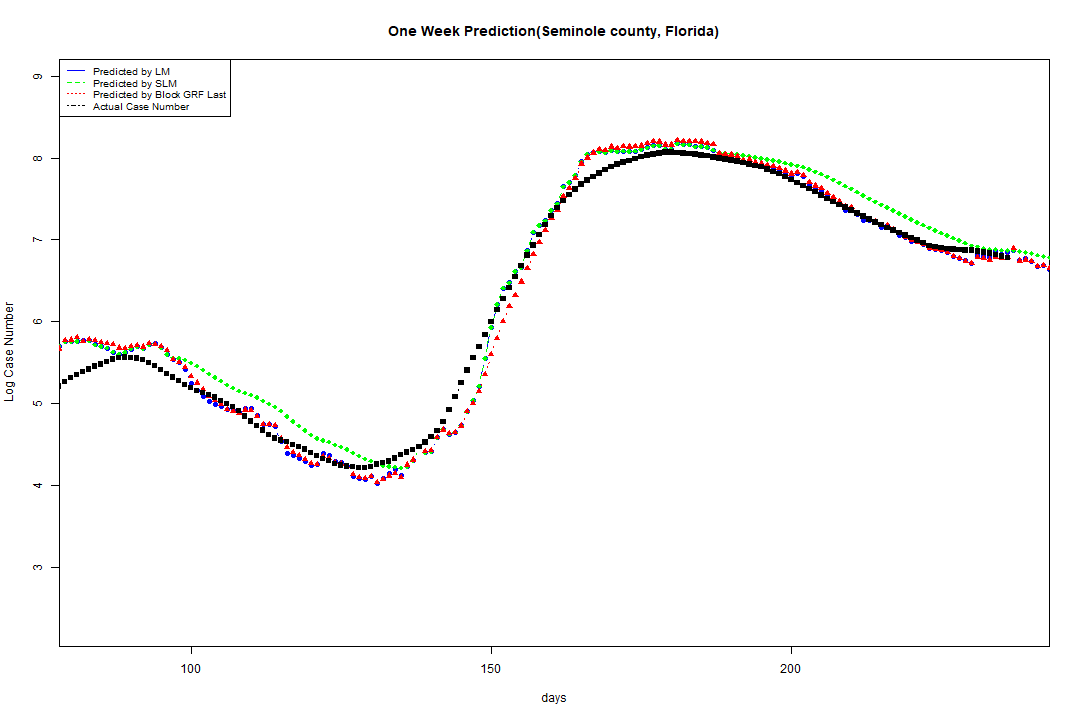 One Week Prediction(Seminole county, Florida)
Predicted by LM
Predicted by SLM
Predicted by Block GRF Last
Actual Case Number
9
8
7
6
5
4
3
Log Case Number
100 150 200
days